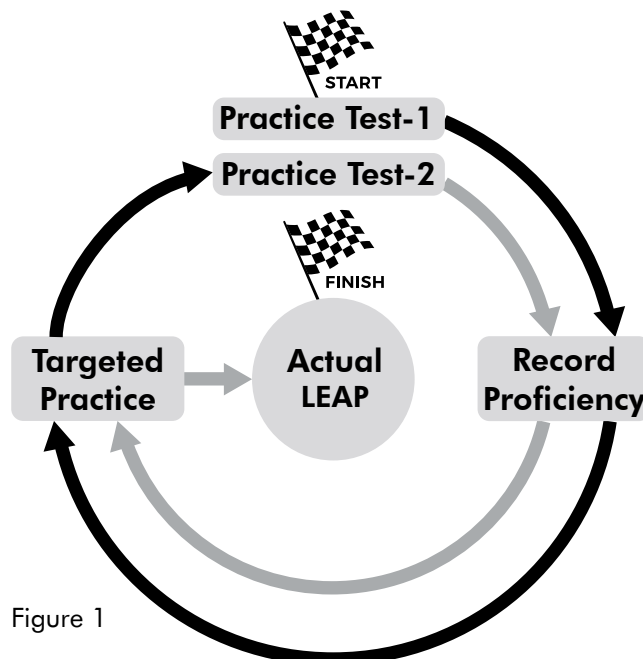 START
Practice Test-1
Practice Test-2
FINISH
Targeted
Practice
Actual
LEAP
Record
Proficiency
Figure 1